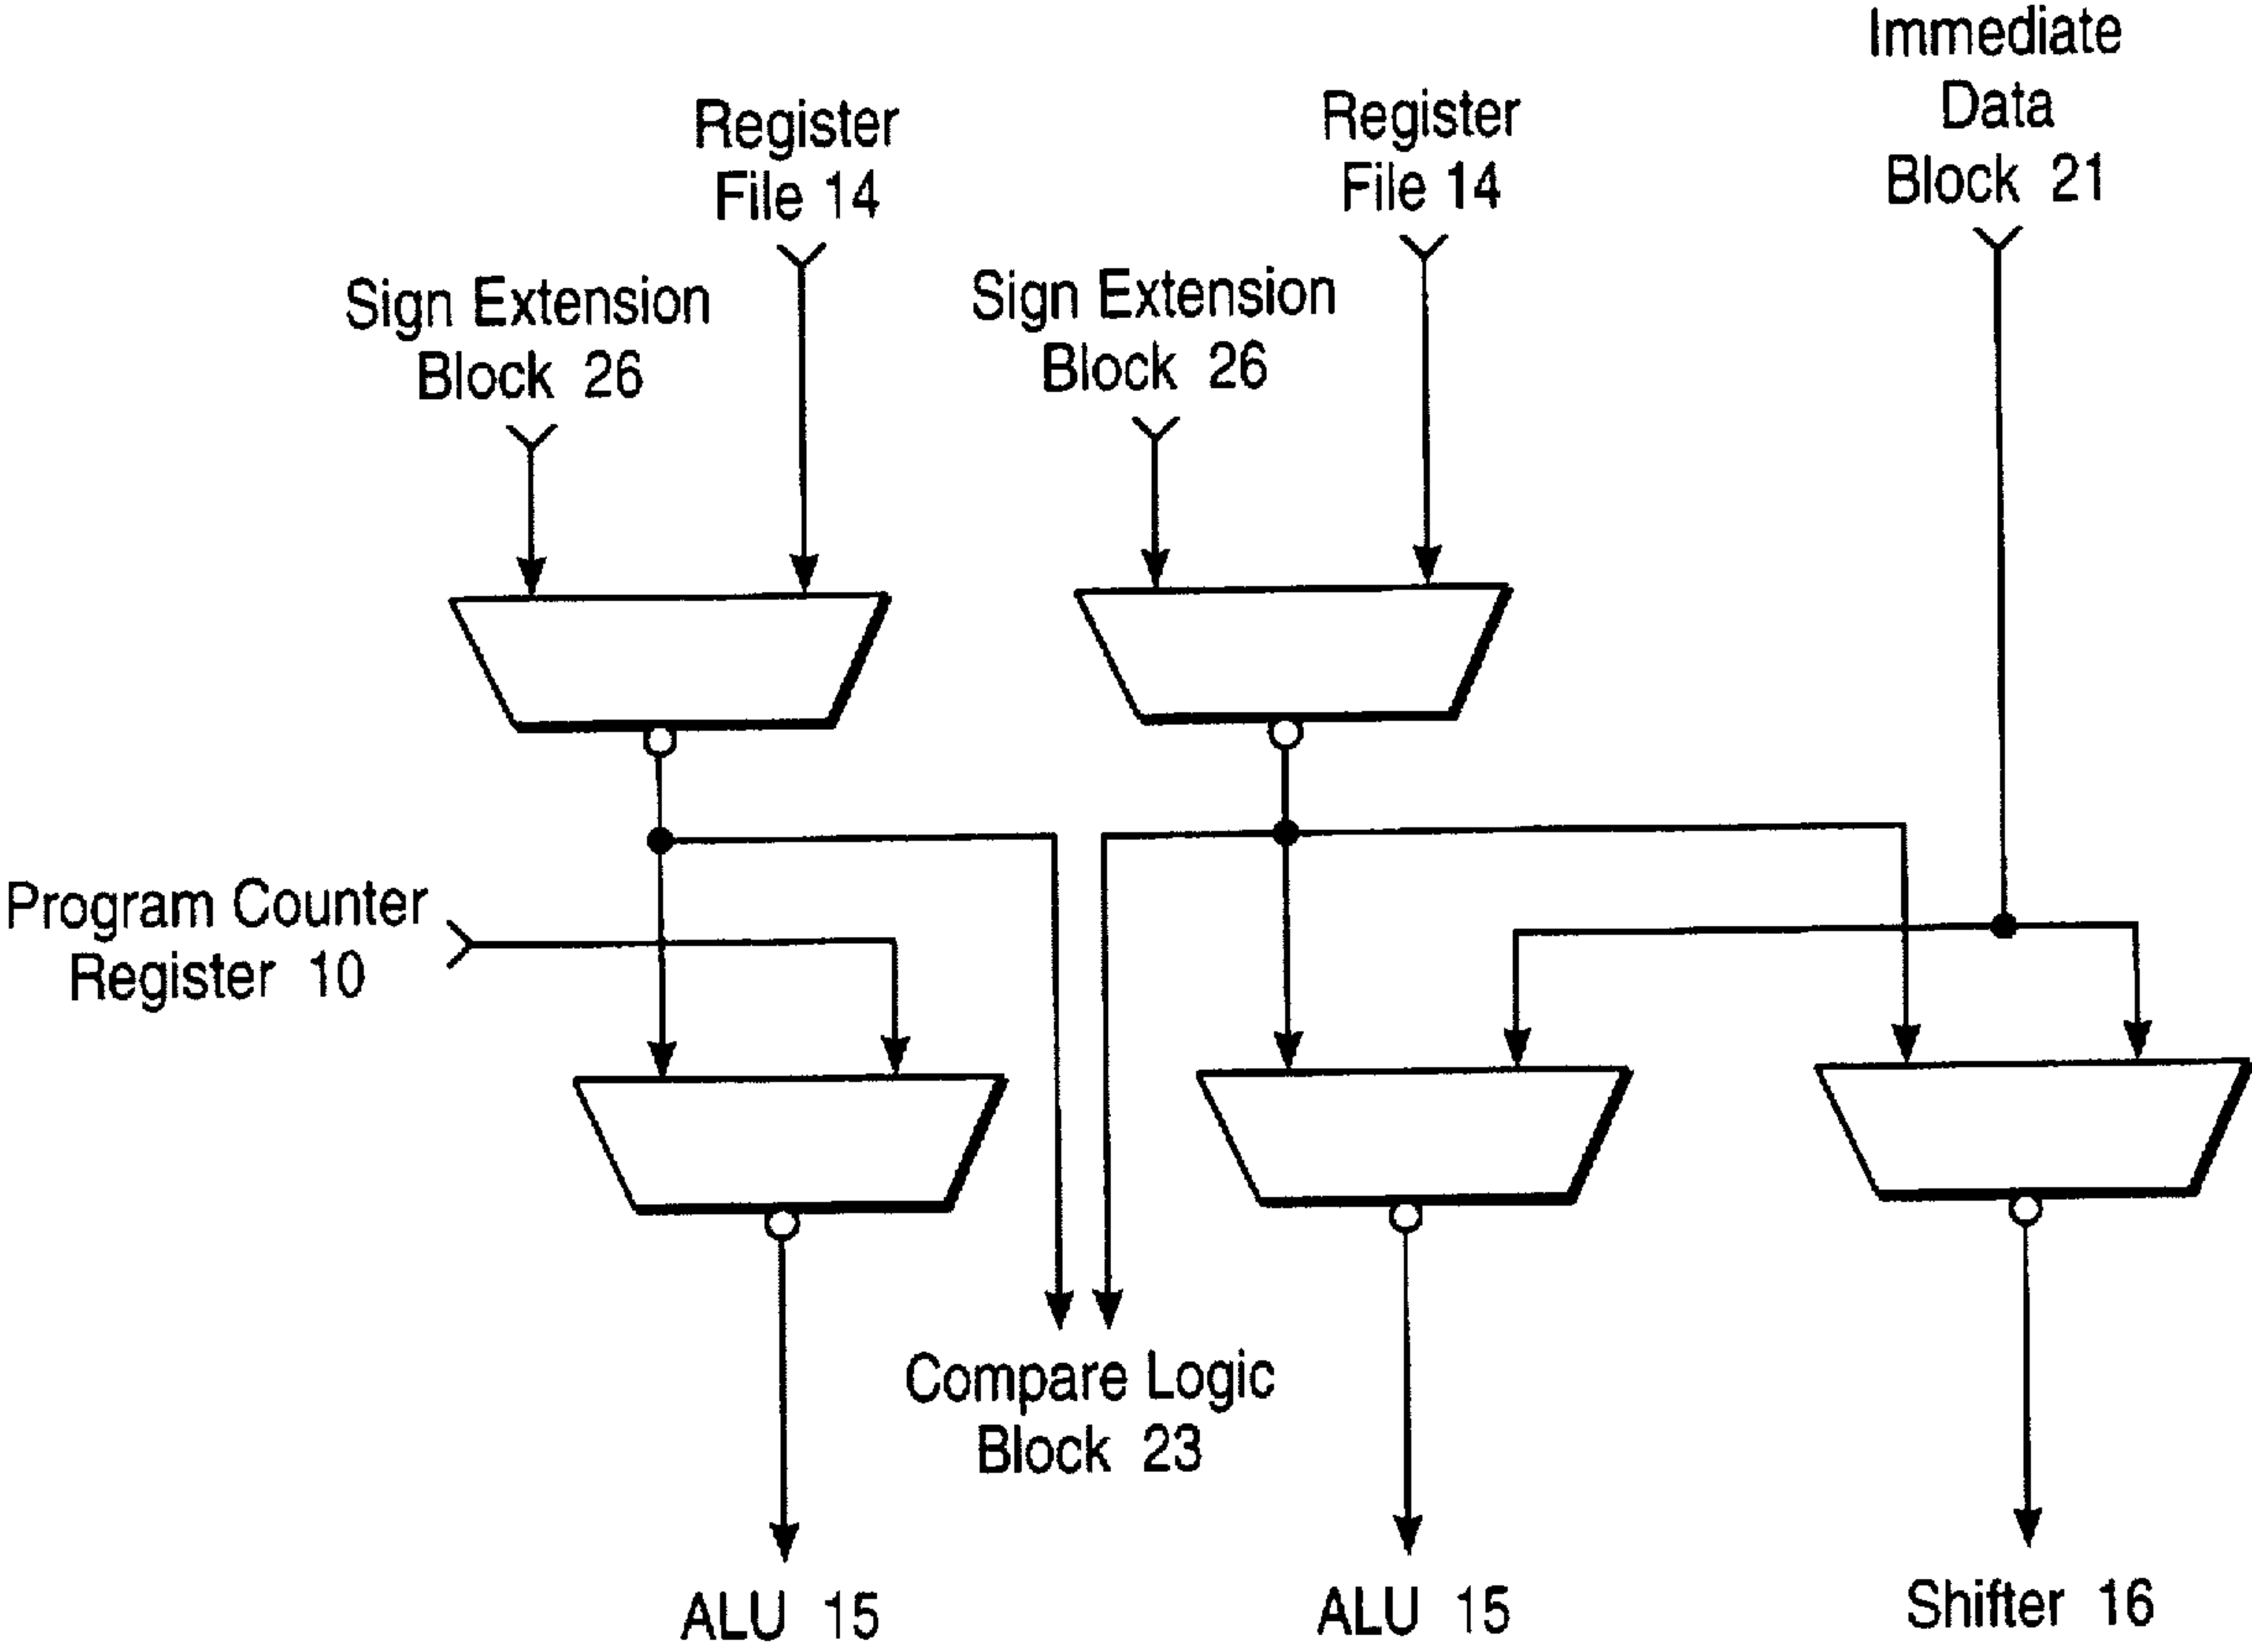 Immediate
Data
Block 21
Register
File 14
Register
File 14
Sign Extension
Block 26
Sign Extension
Block 26
Program Counter
Register 10
Compare Logic
Block 23
ALU 15
ALU 15
Shifter 16